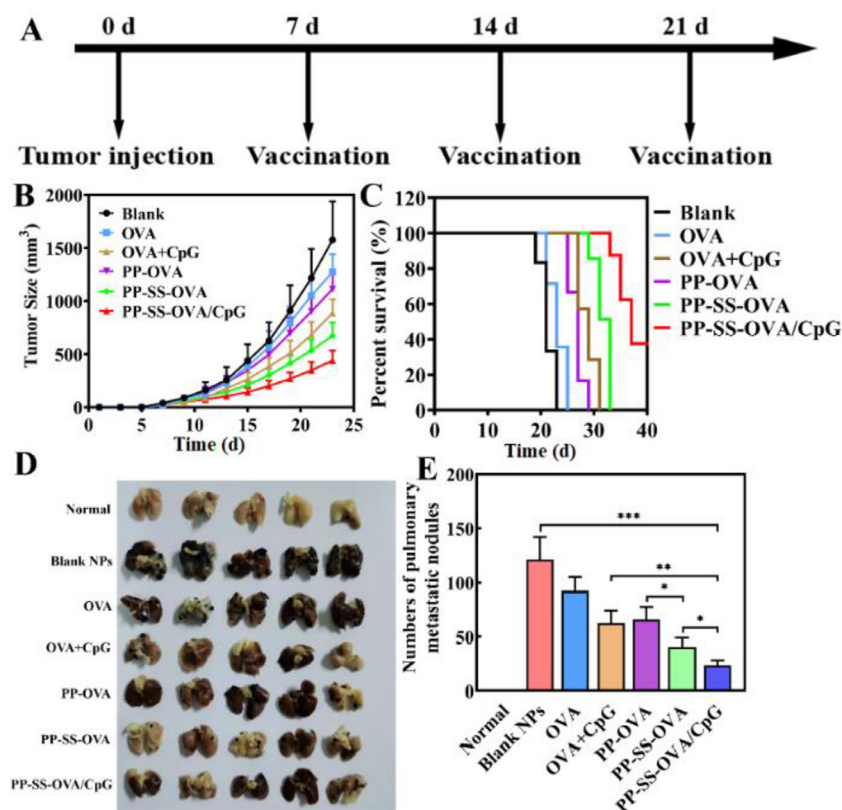 A
0 d 7 d 14 d 21 d
Tumor injection Vaccination Vaccination Vaccination
B
Tumor Size (mm³)
2000
1500
1000
500
0
Blank
OVA
OVA+CpG
PP-OVA
PP-SS-OVA
PP-SS-OVA/CpG
0 5 10 15 20 25
Time (d)
C
Percent survival (%)
120
100
80
60
40
20
0
0 10 20 30 40
Time (d)
Blank
OVA
OVA+CpG
PP-OVA
PP-SS-OVA
PP-SS-OVA/CpG
D
Normal
Blank NPs
OVA
OVA+CpG
PP-OVA
PP-SS-OVA
PP-SS-OVA/CpG
E
Numbers of pulmonary
metastatic nodules
200
150
100
50
0
***
**
*
*
Normal
Blank NPs
OVA
OVA+CpG
PP-OVA
PP-SS-OVA
PP-SS-OVA/CpG